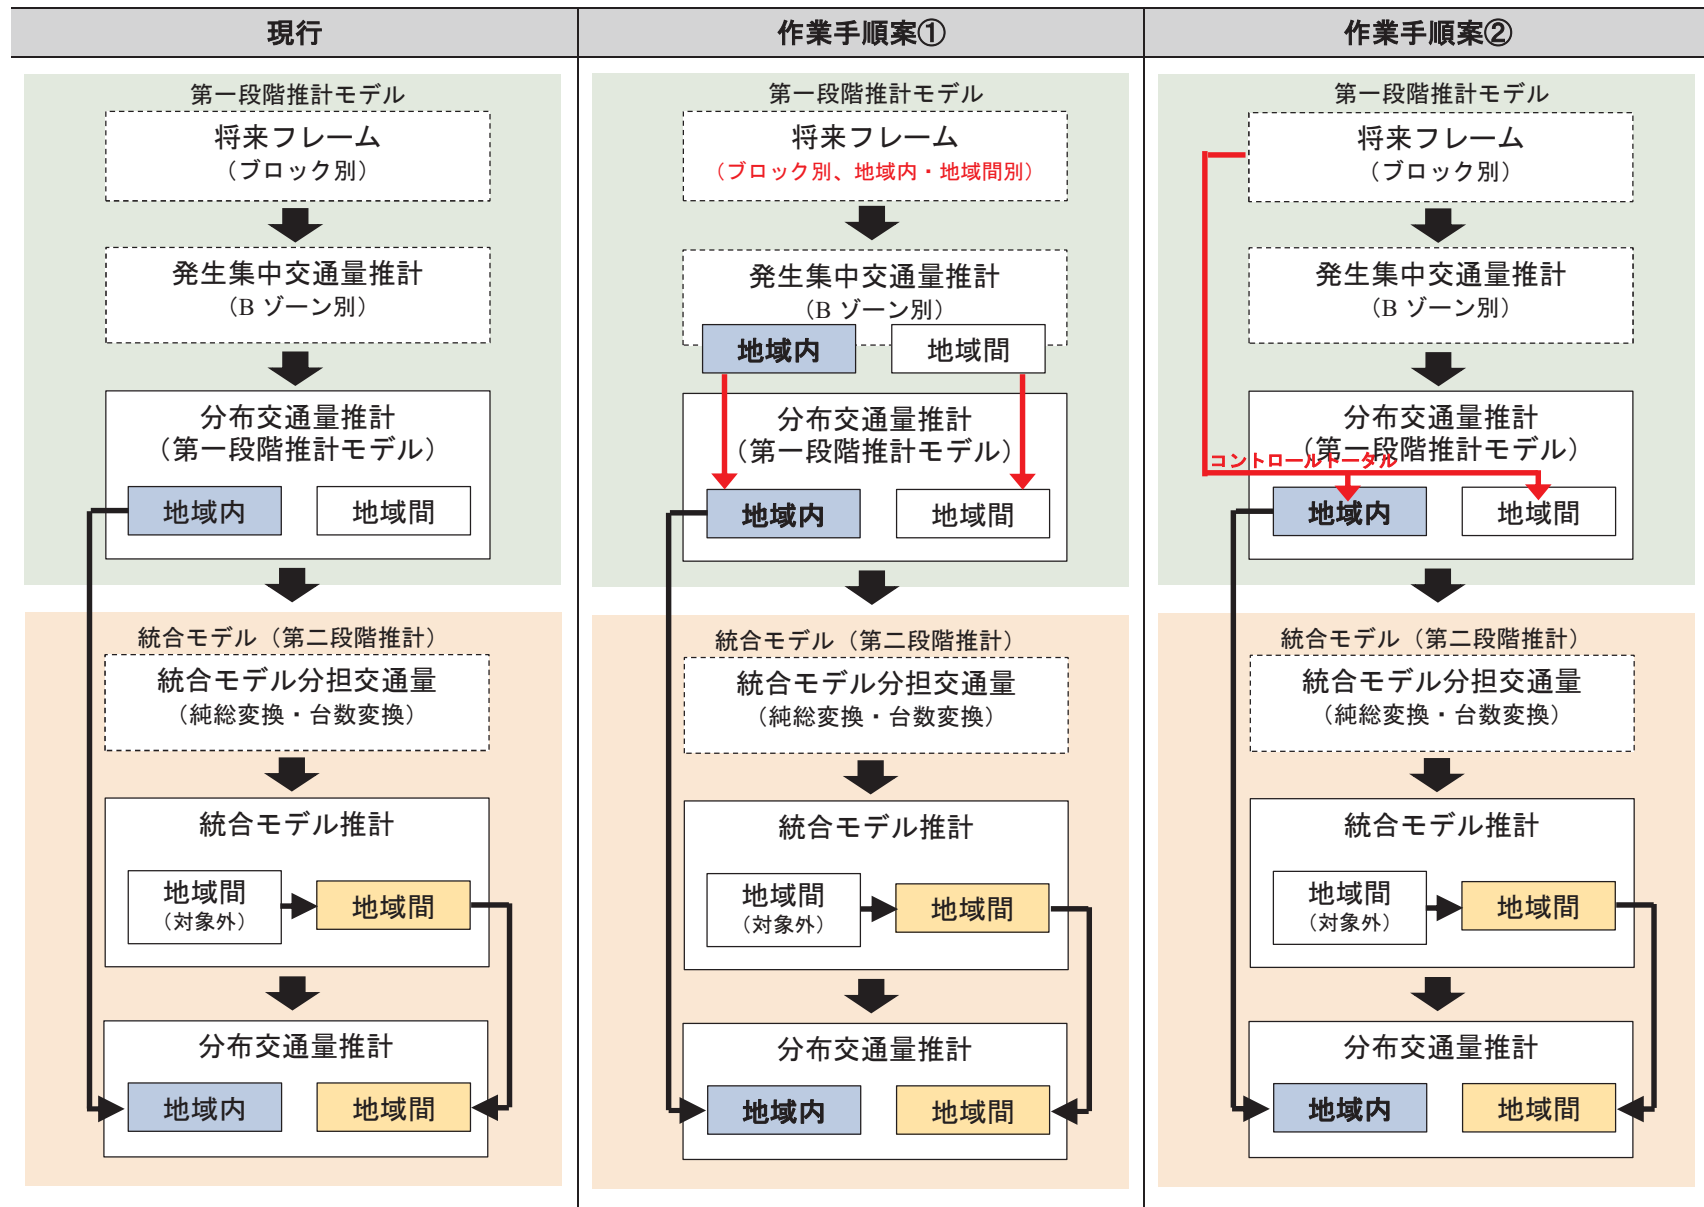 現行
第一段階推計モデル
将来フレーム
（ブロック別）
発生集中交通量推計
（B ゾーン別）
分布交通量推計
（第一段階推計モデル）
地域内
地域間
統合モデル（第二段階推計）
統合モデル分担交通量
（純総変換・台数変換）
統合モデル推計
地域間
（対象外）
地域間
分布交通量推計
地域内
地域間
作業手順案①
第一段階推計モデル
将来フレーム
（ブロック別、地域内・地域間別）
発生集中交通量推計
（B ゾーン別）
地域内
地域間
分布交通量推計
（第一段階推計モデル）
地域内
地域間
統合モデル（第二段階推計）
統合モデル分担交通量
（純総変換・台数変換）
統合モデル推計
地域間
（対象外）
地域間
分布交通量推計
地域内
地域間
作業手順案②
第一段階推計モデル
将来フレーム
（ブロック別）
発生集中交通量推計
（B ゾーン別）
分布交通量推計
（第一段階推計モデル）
コントロールトータル
地域内
地域間
統合モデル（第二段階推計）
統合モデル分担交通量
（純総変換・台数変換）
統合モデル推計
地域間
（対象外）
地域間
分布交通量推計
地域内
地域間